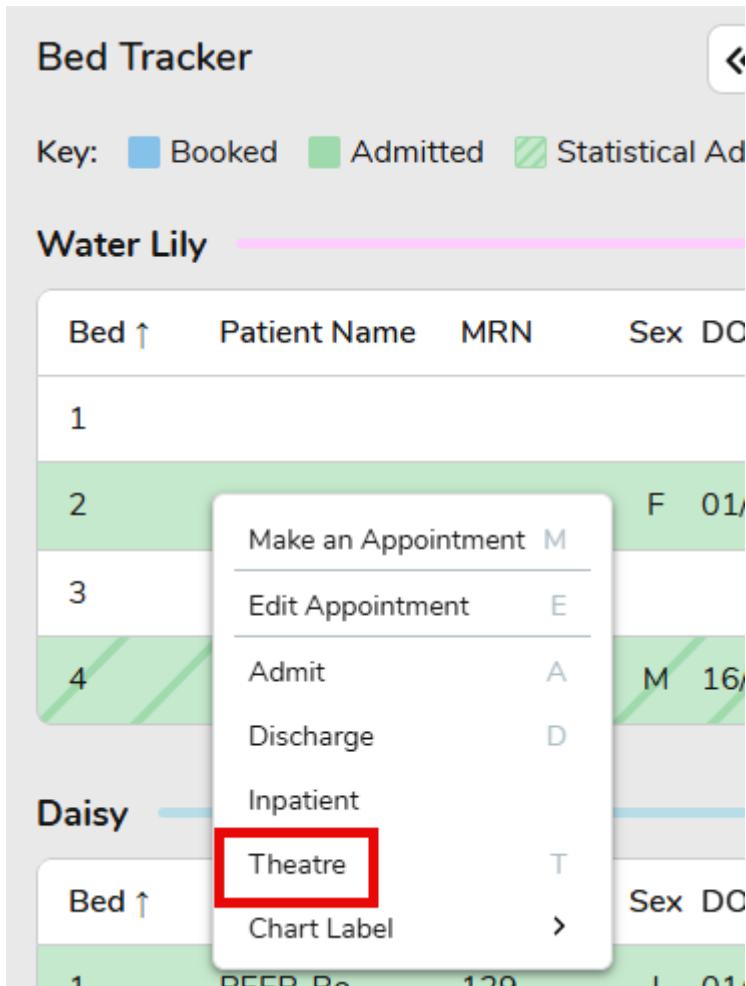 Bed Tracker
Key: Booked Admitted Statistical Ad
Water Lily
Bed ↑ Patient Name MRN Sex DO
1
2 F 01/
Make an Appointment M
3
Edit Appointment E
4 M 16/
Admit A
Discharge D
Inpatient
Daisy
Theatre T
Bed ↑ Sex DO
Chart Label >